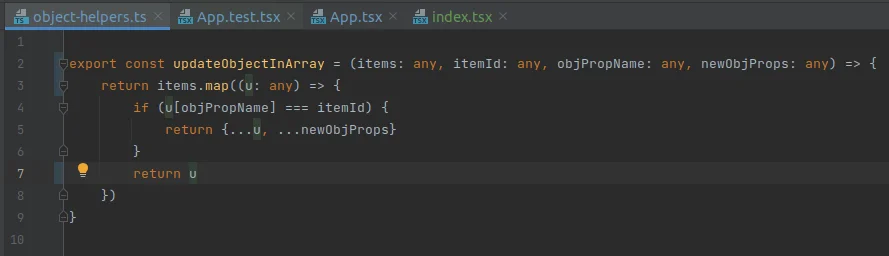 TS object-helpers.ts × TSX App.test.tsx × TSX App.tsx × TSX index.tsx ×
1
2 export const updateObjectInArray = (items: any, itemId: any, objPropName: any, newObjProps: any) => {
3 return items.map((u: any) => {
4 if (u[objPropName] === itemId) {
5 return {...u, ...newObjProps}
6 }
7 return u
8 })
9 }
10